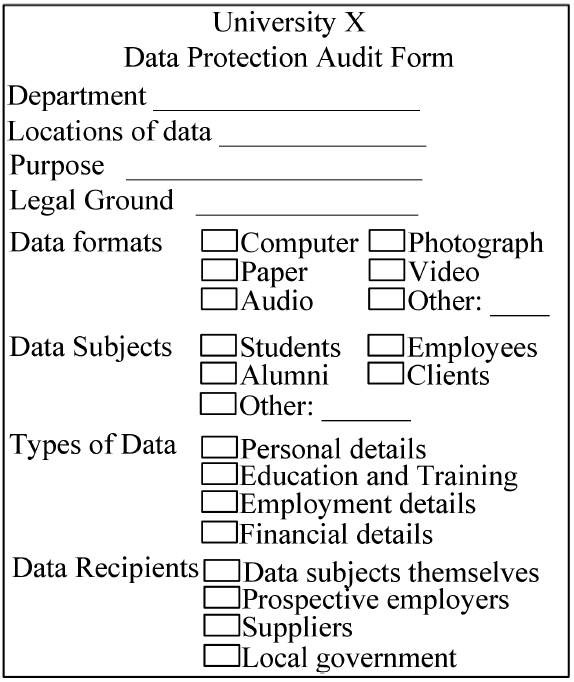 University X
Data Protection Audit Form
Department
Locations of data
Purpose
Legal Ground
Data formats Computer Photograph
Paper Video
Audio Other:
Data Subjects Students Employees
Alumni Clients
Other:
Types of Data Personal details
Education and Training
Employment details
Financial details
Data Recipients Data subjects themselves
Prospective employers
Suppliers
Local government